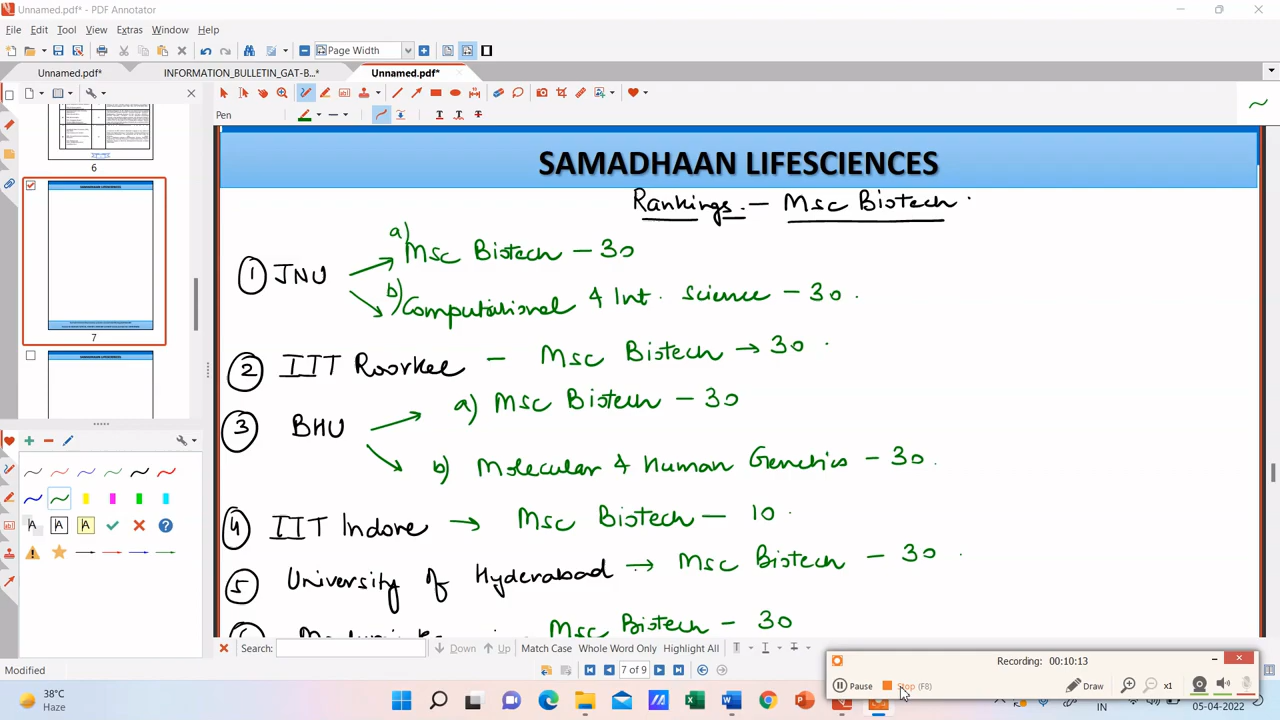 Unnamed.pdf* - PDF Annotator
File Edit Tool View Extras Window Help
Page Width
Unnamed.pdf* INFORMATION_BULLETIN_GAT-B...* Unnamed.pdf*
Pen
6
7
SAMADHAAN LIFESCIENCES
Rankings - Msc Biotech
① JNU
a) Msc Biotech - 30
b) Computational & Int. science - 30
② IIT Roorkee - Msc Biotech → 30
③ BHU
a) Msc Biotech - 30
b) Molecular & Human Genetics - 30
④ IIT Indore → Msc Biotech - 10
⑤ University of Hyderabad → Msc Biotech - 30
Msc Biotech - 30
Search: Down Up Match Case Whole Word Only Highlight All
Modified
7 of 9
Recording: 00:10:13
Pause Stop (F8) Draw x1
38°C
Haze
IN
05-04-2022